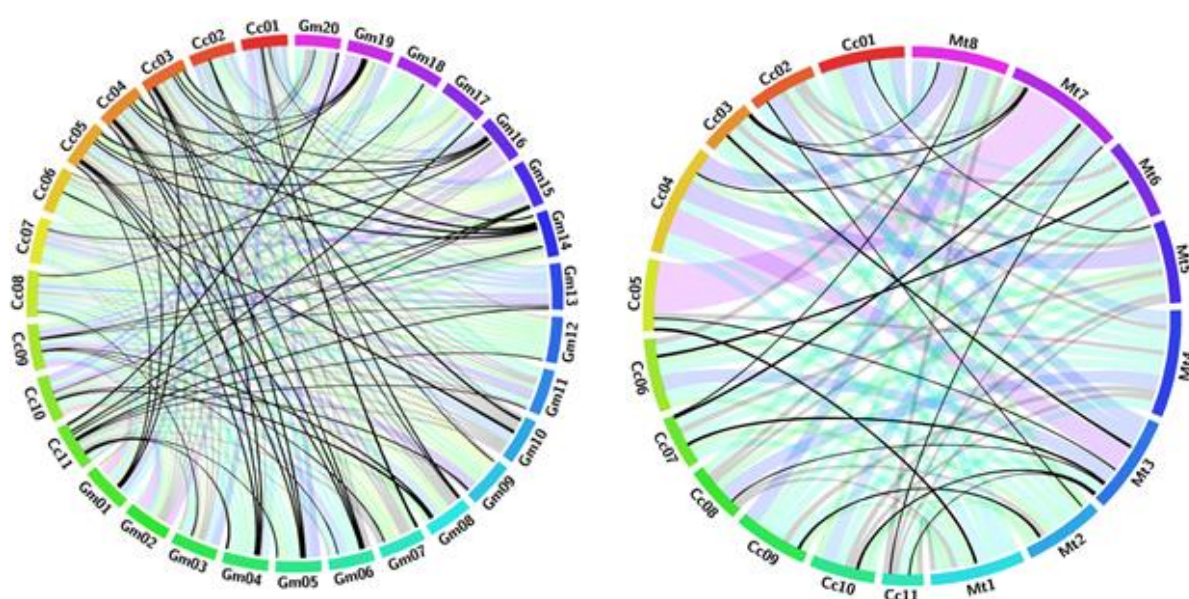 Cc01
Gm20
Gm19
Gm18
Gm17
Gm16
Gm15
Gm14
Gm13
Gm12
Gm11
Gm10
Gm09
Gm08
Gm07
Gm06
Gm05
Gm04
Gm03
Gm02
Gm01
Cc11
Cc10
Cc09
Cc08
Cc07
Cc06
Cc05
Cc04
Cc03
Cc02
Cc01
Mt8
Mt7
Mt6
Mt5
Mt4
Mt3
Mt2
Mt1
Cc11
Cc10
Cc09
Cc08
Cc07
Cc06
Cc05
Cc04
Cc03
Cc02